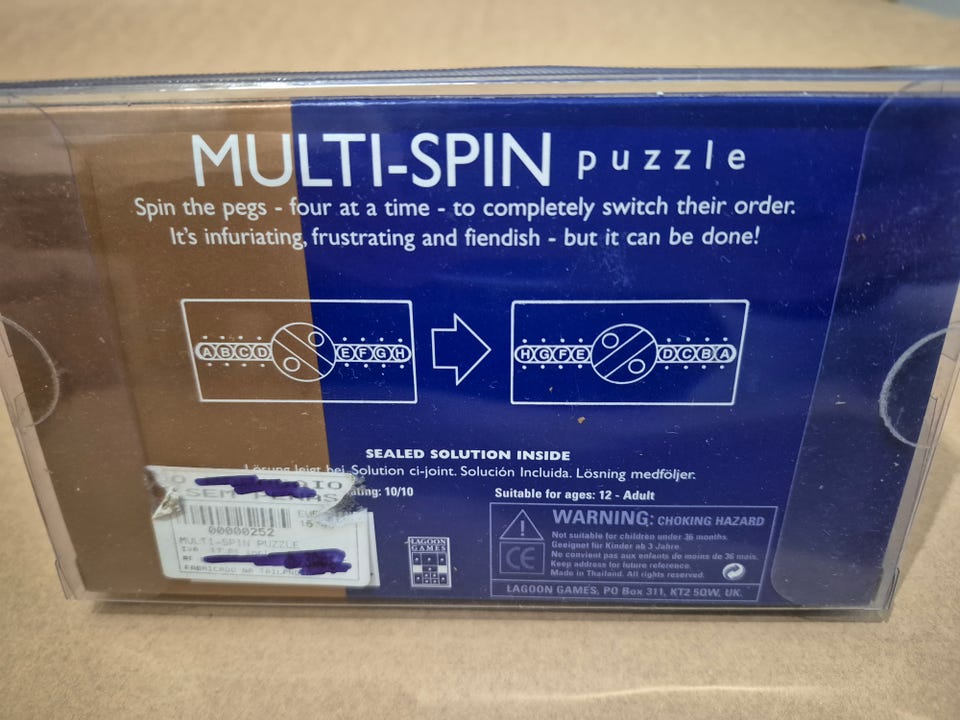 MULTI-SPIN puzzle
Spin the pegs - four at a time - to completely switch their order.
It's infuriating, frustrating and fiendish - but it can be done!
ABCD EFGH
HGFE DCBA
SEALED SOLUTION INSIDE
Lösung leigt bei. Solution ci-joint. Solución Incluida. Lösning medföljer.
10/10
Suitable for ages: 12 - Adult
WARNING: CHOKING HAZARD
Not suitable for children under 36 months.
Geeignet für Kinder ab 3 Jahre.
Ne convient pas aux enfants de moins de 36 mois.
Keep address for future reference.
Made in Thailand. All rights reserved.
CE
LAGOON GAMES, PO Box 311, KT2 5QW, UK.
LAGOON
GAMES
SEM
00000252
MULTI-SPIN PUZZLE
IVA
FABRICADO NA